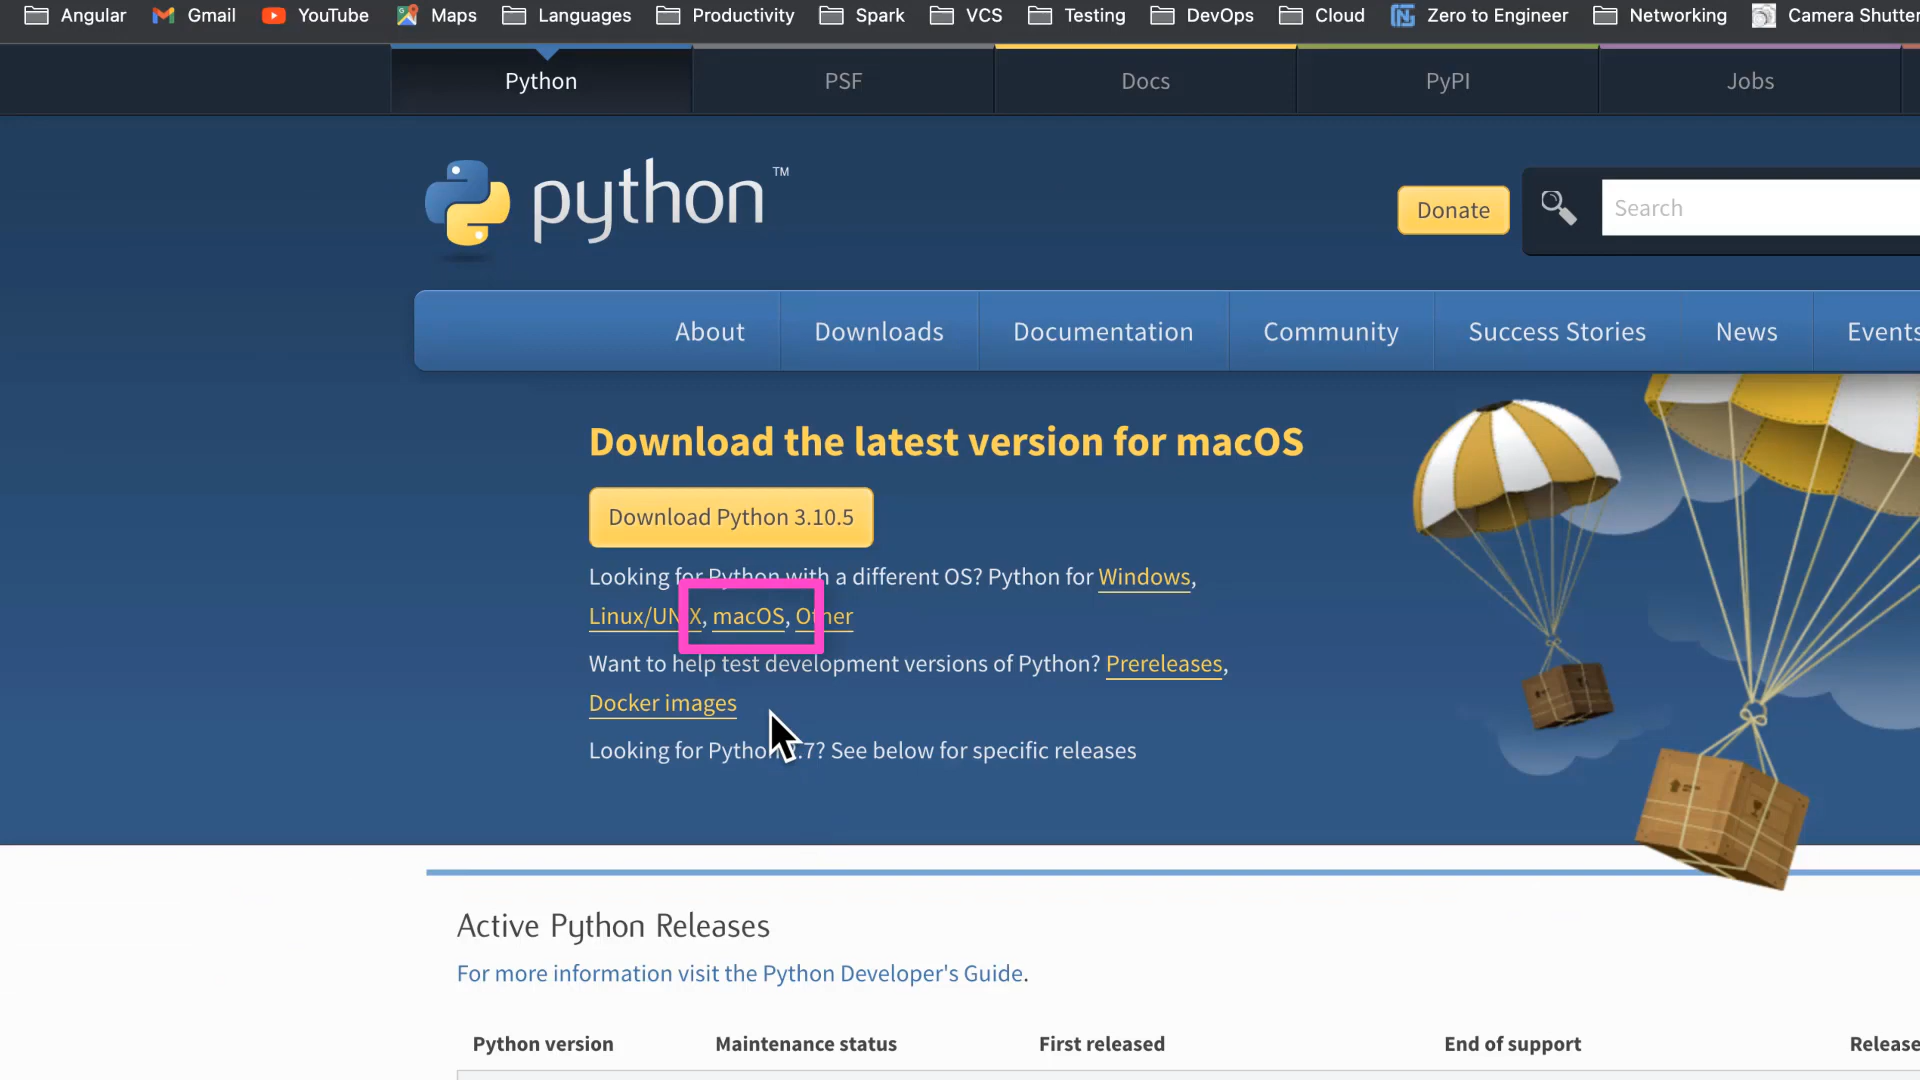 Angular Gmail YouTube Maps Languages Productivity Spark VCS Testing DevOps Cloud Zero to Engineer Networking Camera Shutter
Python PSF Docs PyPI Jobs
python™
Donate Search
About Downloads Documentation Community Success Stories News Events
Download the latest version for macOS
Download Python 3.10.5
Looking for Python with a different OS? Python for Windows,
Linux/UNIX, macOS, Other
Want to help test development versions of Python? Prereleases,
Docker images
Looking for Python 2.7? See below for specific releases
Active Python Releases
For more information visit the Python Developer's Guide.
Python version Maintenance status First released End of support Release